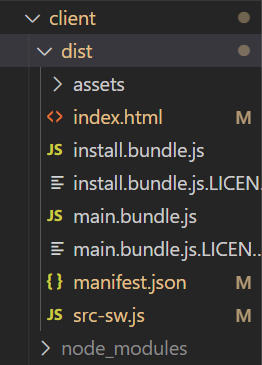 client
dist
assets
index.html M
JS install.bundle.js
install.bundle.js.LICEN...
JS main.bundle.js
main.bundle.js.LICEN...
{ } manifest.json M
JS src-sw.js M
node_modules